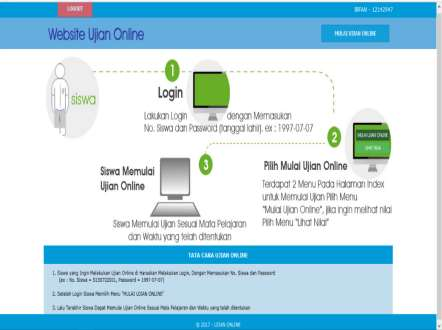 LOGOUT
IRFAN - 12142947
Website Ujian Online
MULAI UJIAN ONLINE
1
siswa
Login
Lakukan Login dengan Memasukan
No. Siswa dan Password (tanggal lahir). ex : 1997-07-07
2
MULAI UJIAN ONLINE
LIHAT NILAI
3
Siswa Memulai
Ujian Online
Pilih Mulai Ujian Online
Terdapat 2 Menu Pada Halaman Index
untuk Memulai Ujian Pilih Menu
"Mulai Ujian Online", jika ingin melihat nilai
Pilih Menu "Lihat Nilai"
Siswa Memulai Ujian Sesuai Mata Pelajaran
dan Waktu yang telah ditentukan
TATA CARA UJIAN ONLINE
1. Siswa yang Ingin Melakukan Ujian Online di Haruskan Melakukan Login, Dengan Memasukan No. Siswa dan Password
2. Setelah Login Siswa Memilih Menu "MULAI UJIAN ONLINE"
3. Lalu Terakhir Siswa Dapat Memulai Ujian Online Sesuai Mata Pelajaran dan Waktu yang telah ditentukan
© 2017 - UJIAN ONLINE